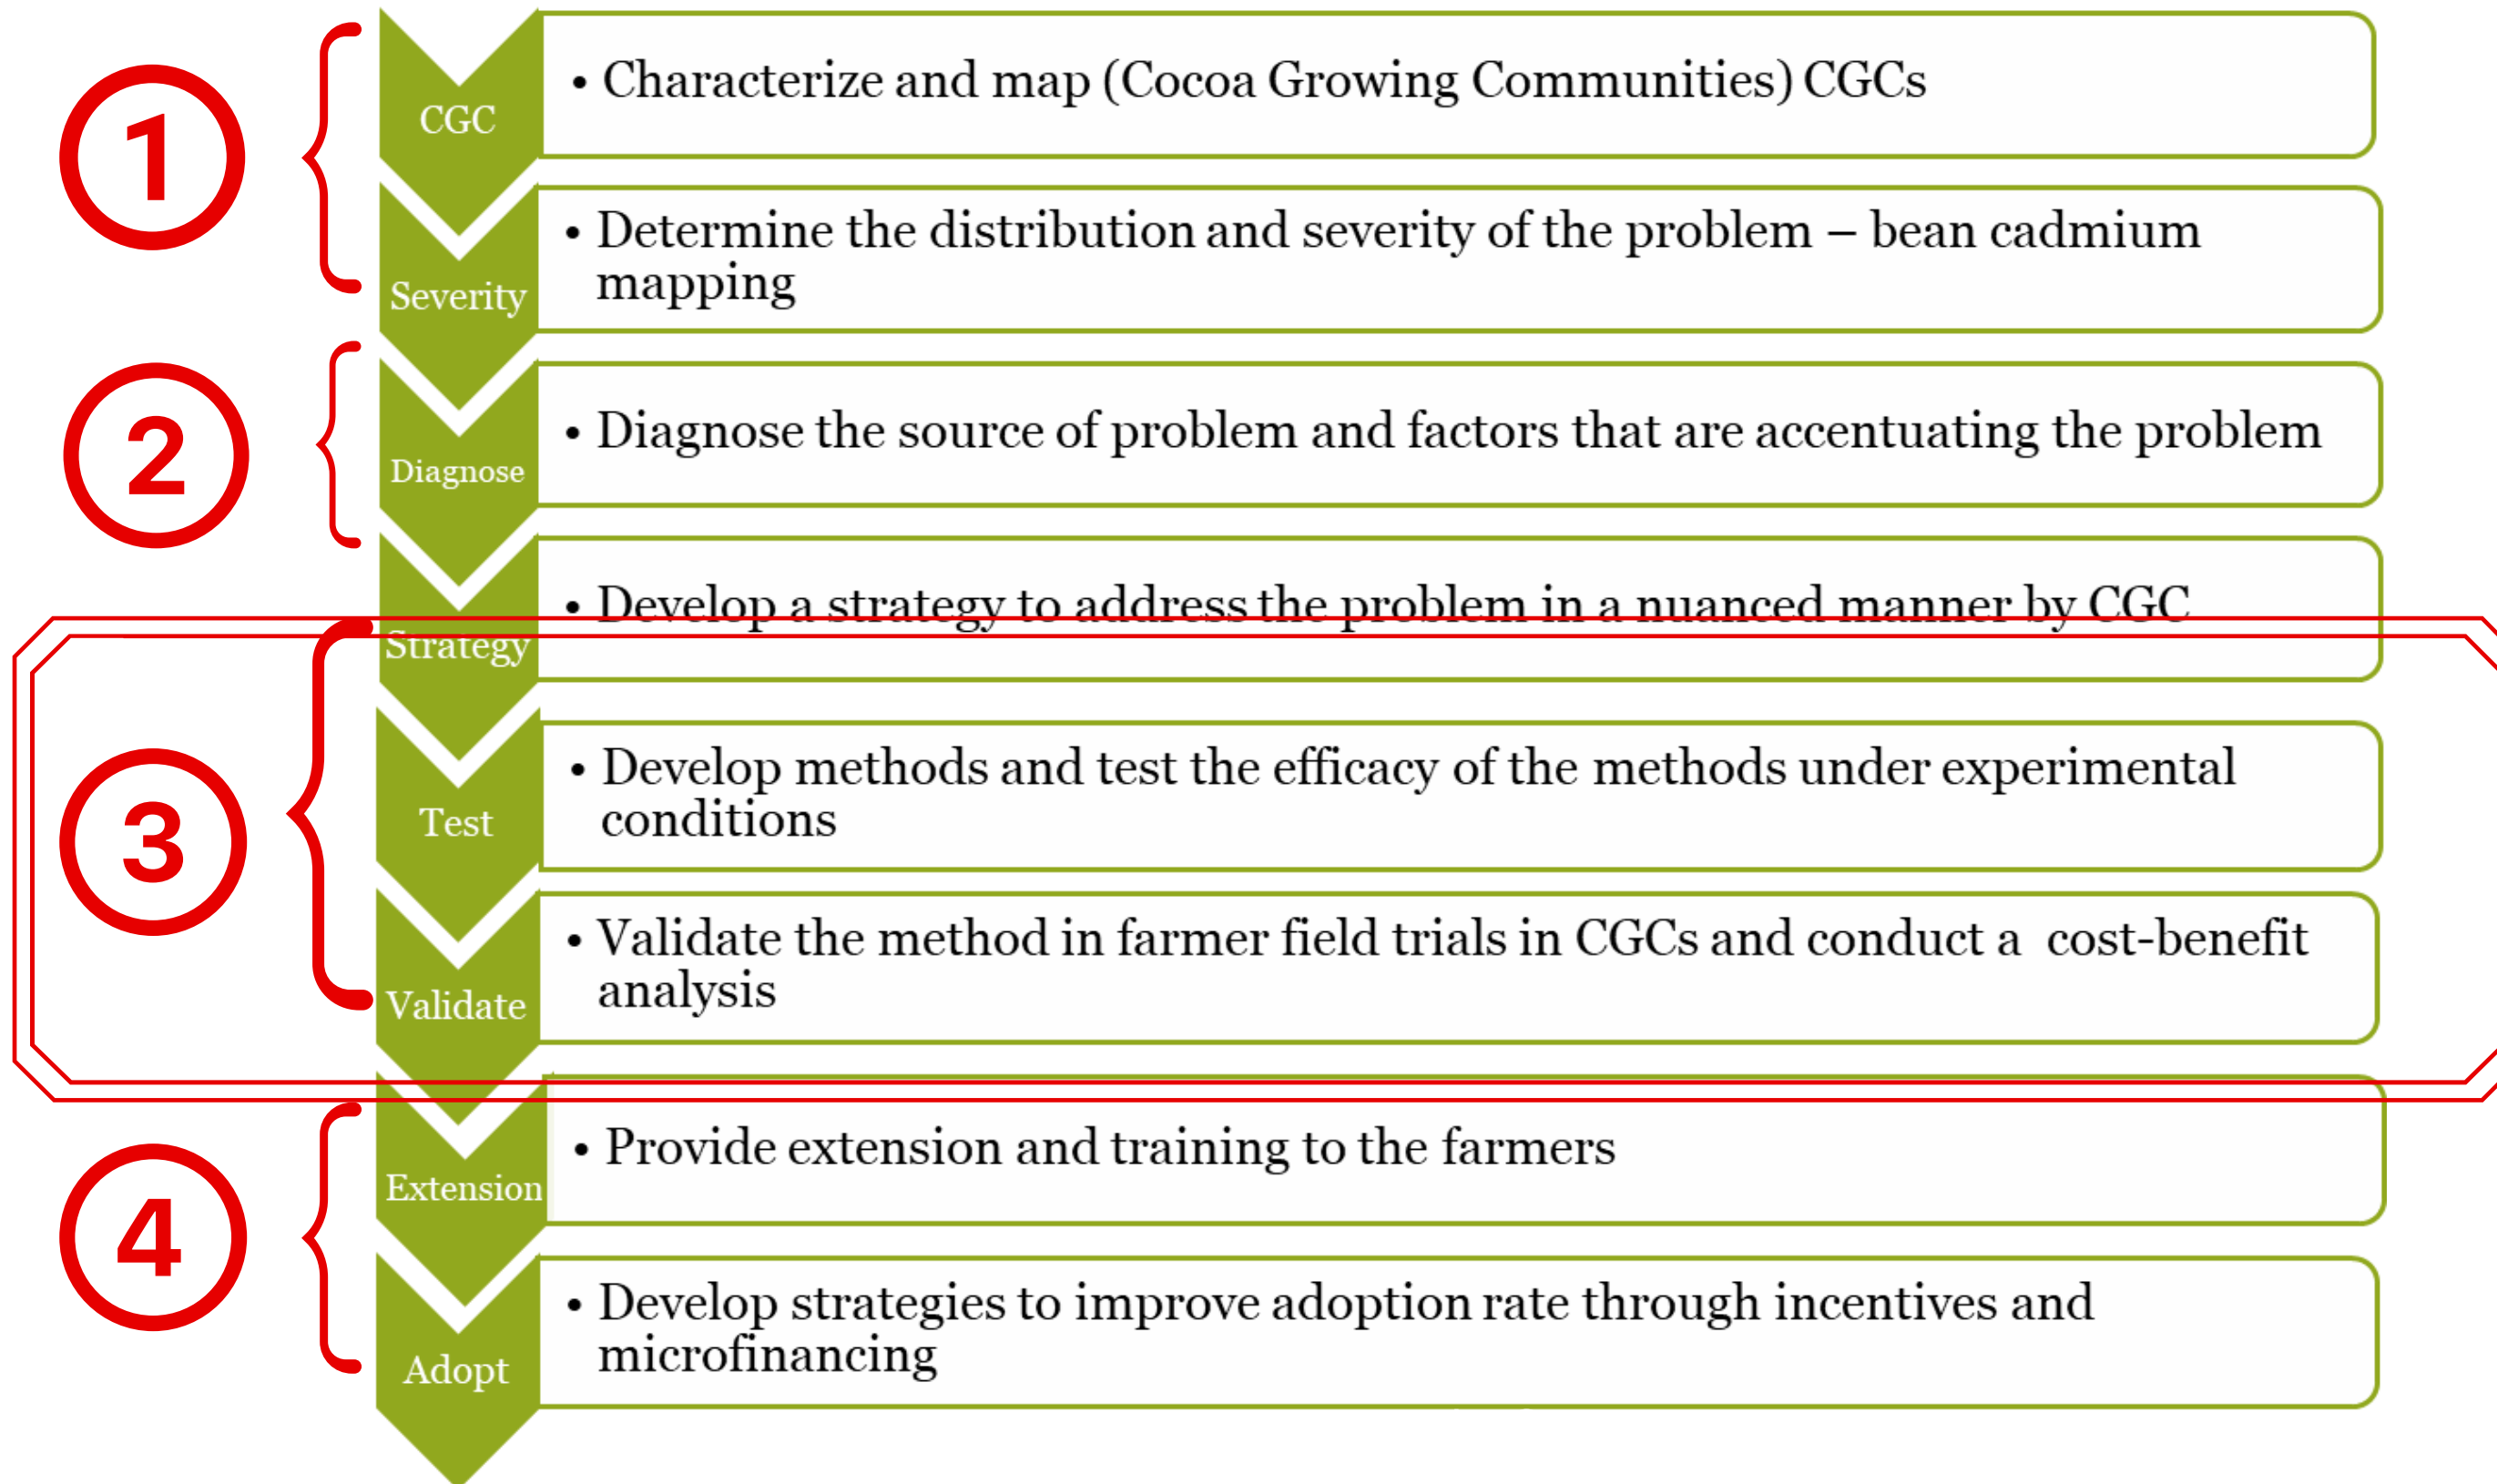 1
CGC
• Characterize and map (Cocoa Growing Communities) CGCs
Severity
• Determine the distribution and severity of the problem – bean cadmium
mapping
2
Diagnose
• Diagnose the source of problem and factors that are accentuating the problem
Strategy
• Develop a strategy to address the problem in a nuanced manner by CGC
3
Test
• Develop methods and test the efficacy of the methods under experimental
conditions
Validate
• Validate the method in farmer field trials in CGCs and conduct a cost-benefit
analysis
4
Extension
• Provide extension and training to the farmers
Adopt
• Develop strategies to improve adoption rate through incentives and
microfinancing